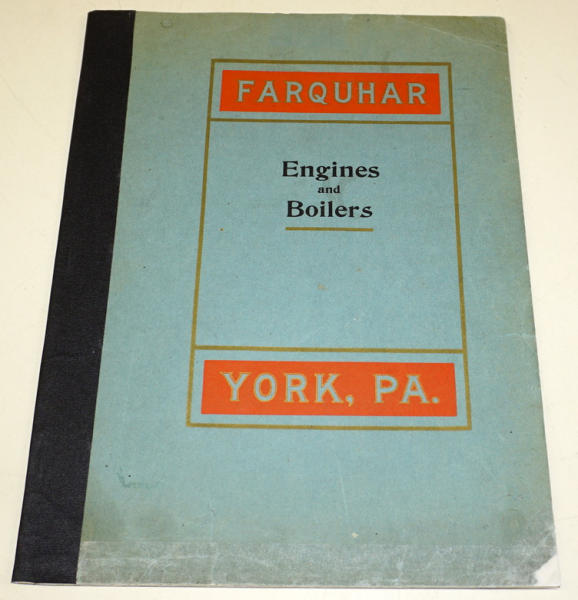 FARQUHAR
Engines
and
Boilers
YORK, PA.